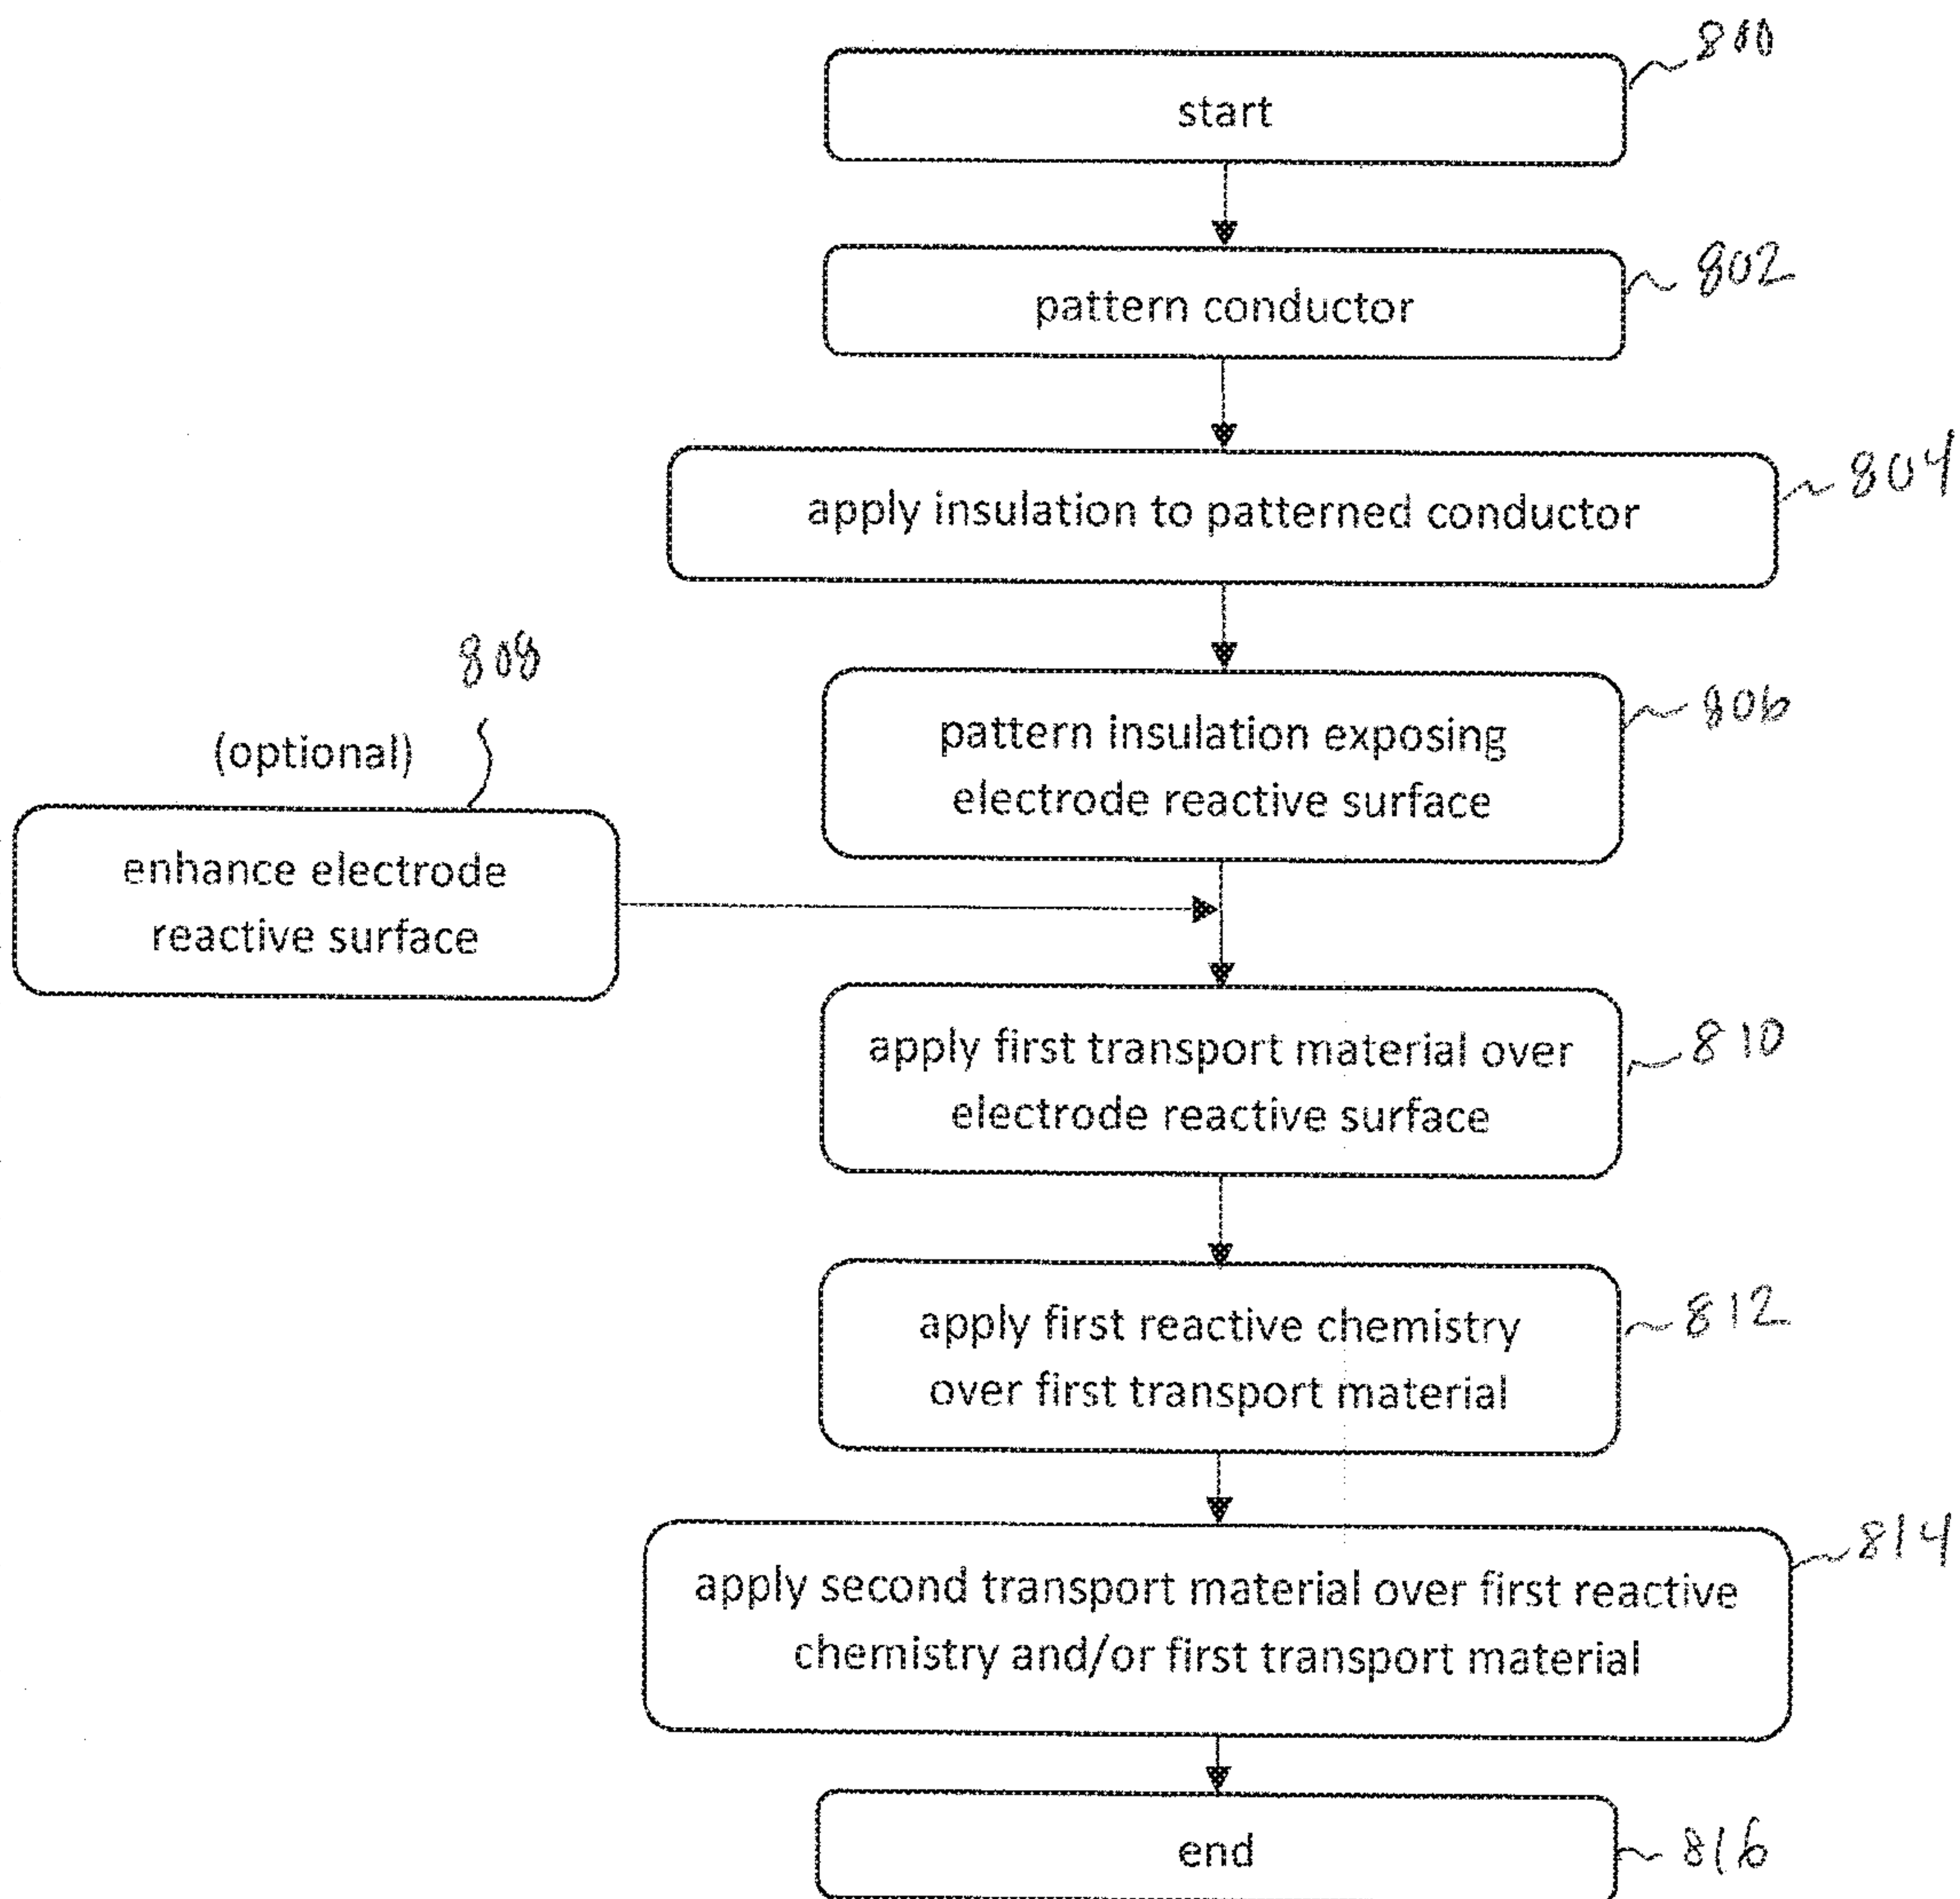 800
start
802
pattern conductor
804
apply insulation to patterned conductor
806
pattern insulation exposing
electrode reactive surface
808
(optional)
enhance electrode
reactive surface
810
apply first transport material over
electrode reactive surface
812
apply first reactive chemistry
over first transport material
814
apply second transport material over first reactive
chemistry and/or first transport material
end
816